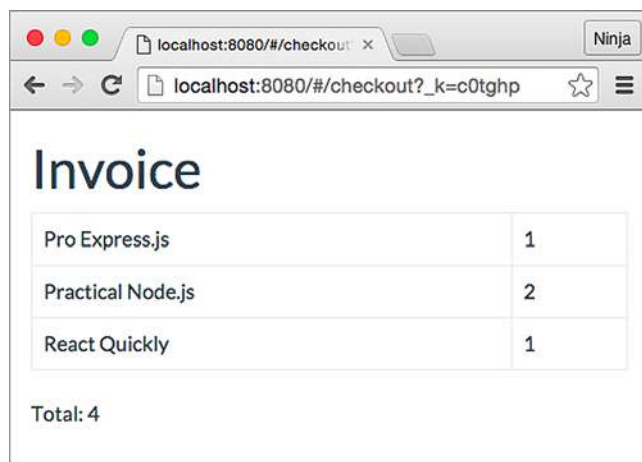 localhost:8080/#/checkout
Ninja
localhost:8080/#/checkout?_k=c0tghp
Invoice
Pro Express.js 1
Practical Node.js 2
React Quickly 1
Total: 4